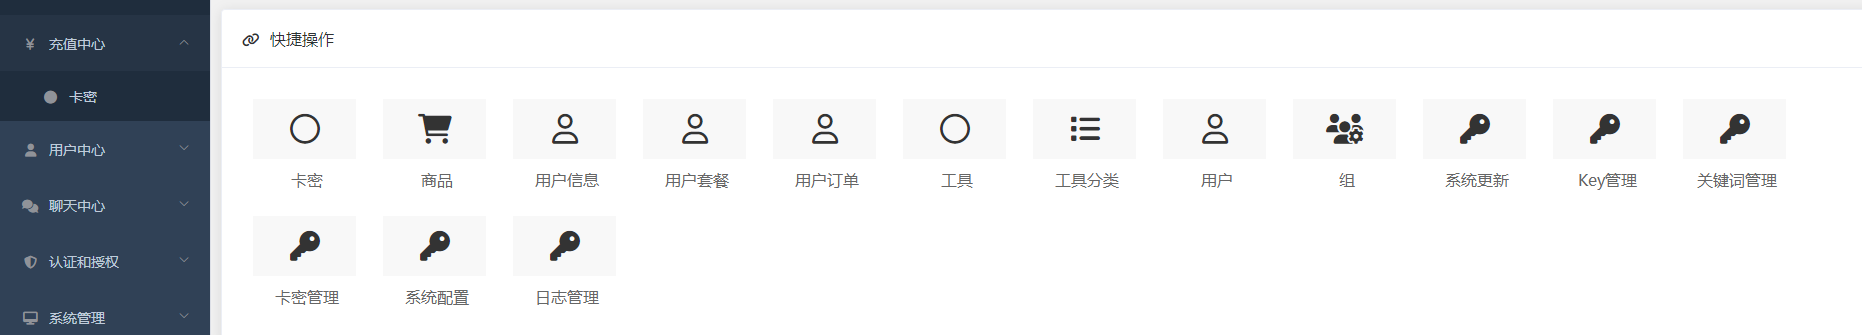 充值中心
卡密
用户中心
聊天中心
认证和授权
系统管理
快捷操作
卡密 商品 用户信息 用户套餐 用户订单 工具 工具分类 用户 组 系统更新 Key管理 关键词管理
卡密管理 系统配置 日志管理